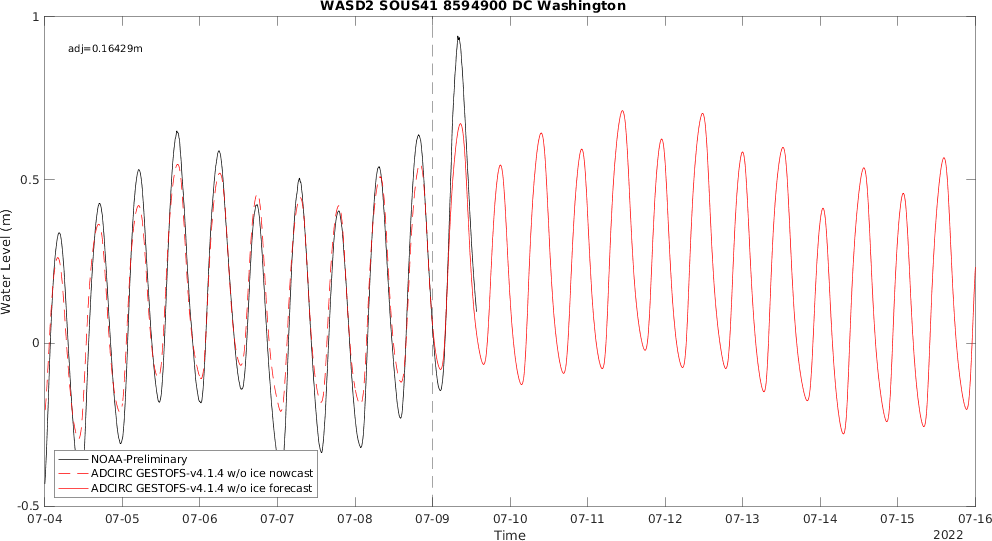 WASD2 SOUS41 8594900 DC Washington
1
adj=0.16429m
0.5
Water Level (m)
0
NOAA-Preliminary
ADCIRC GESTOFS-v4.1.4 w/o ice nowcast
ADCIRC GESTOFS-v4.1.4 w/o ice forecast
-0.5
07-04 07-05 07-06 07-07 07-08 07-09 07-10 07-11 07-12 07-13 07-14 07-15 07-16
Time
2022